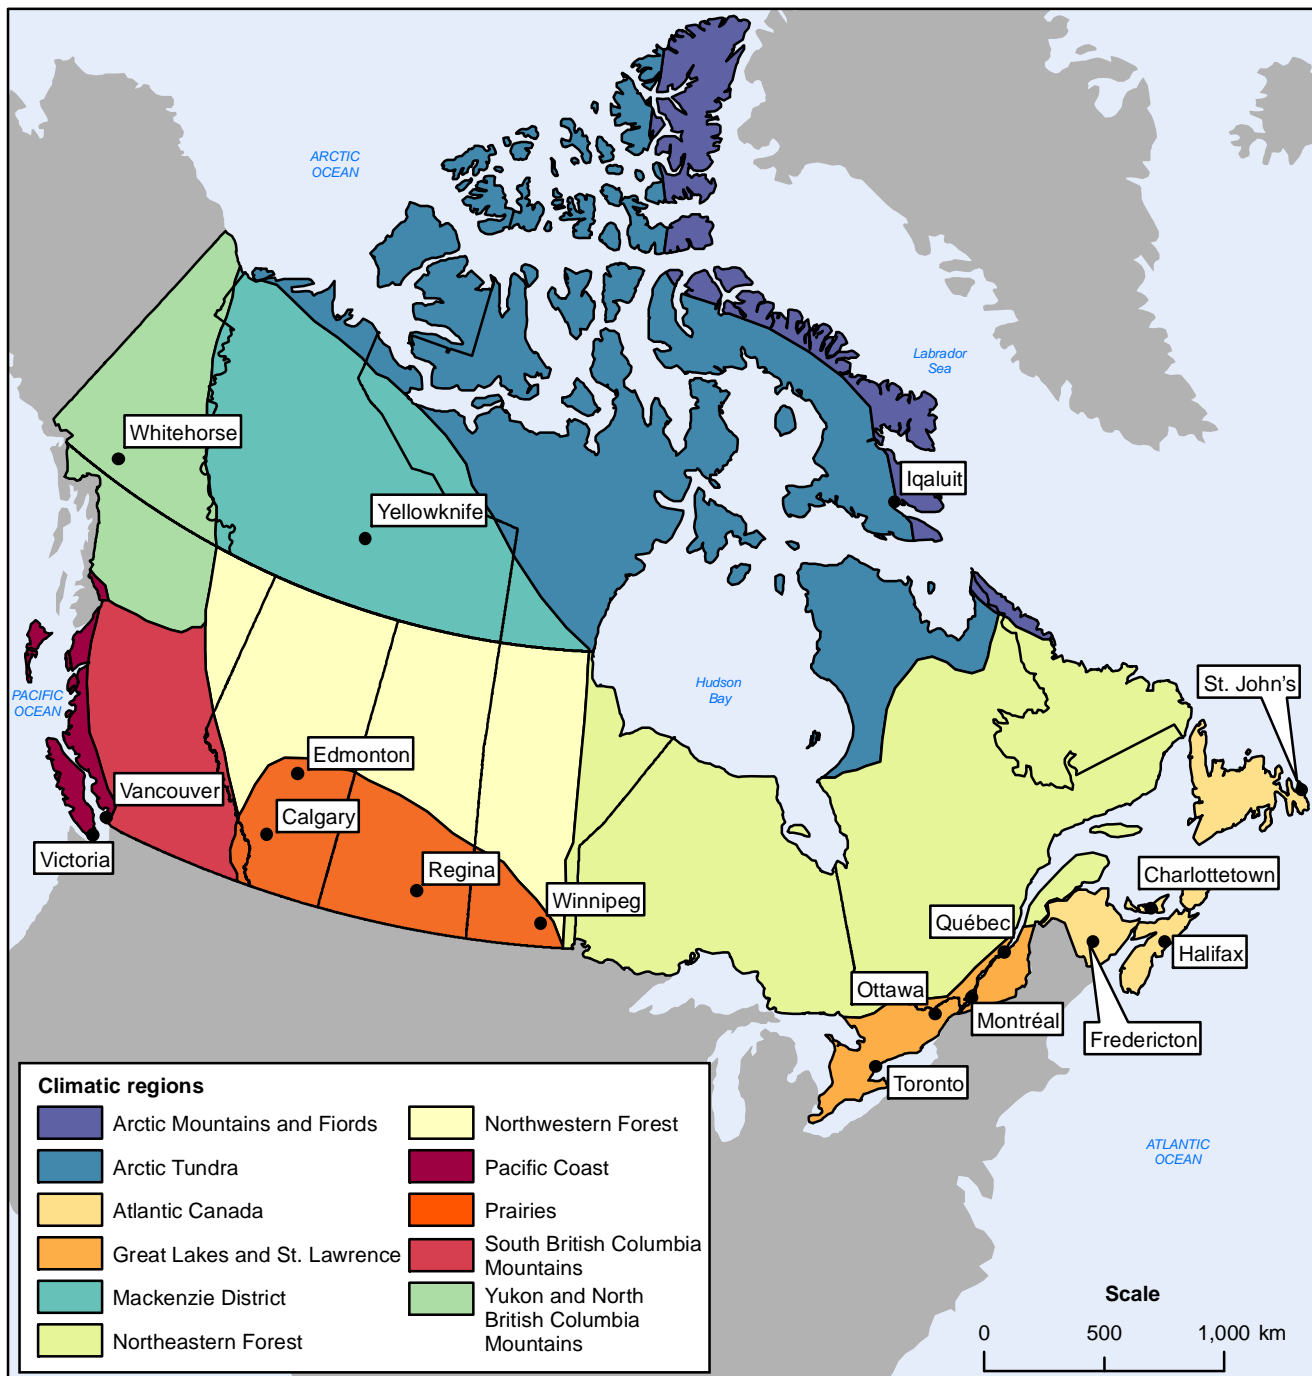 ARCTIC
OCEAN
Labrador
Sea
Whitehorse
Iqaluit
Yellowknife
PACIFIC
OCEAN
Hudson
Bay
St. John’s
Edmonton
Vancouver
Calgary
Victoria
Regina
Charlottetown
Winnipeg
Québec
Halifax
Ottawa
Montréal
Fredericton
Toronto
ATLANTIC
OCEAN
Climatic regions
Arctic Mountains and Fiords
Arctic Tundra
Atlantic Canada
Great Lakes and St. Lawrence
Mackenzie District
Northeastern Forest
Northwestern Forest
Pacific Coast
Prairies
South British Columbia
Mountains
Yukon and North
British Columbia
Mountains
Scale
0 500 1,000 km